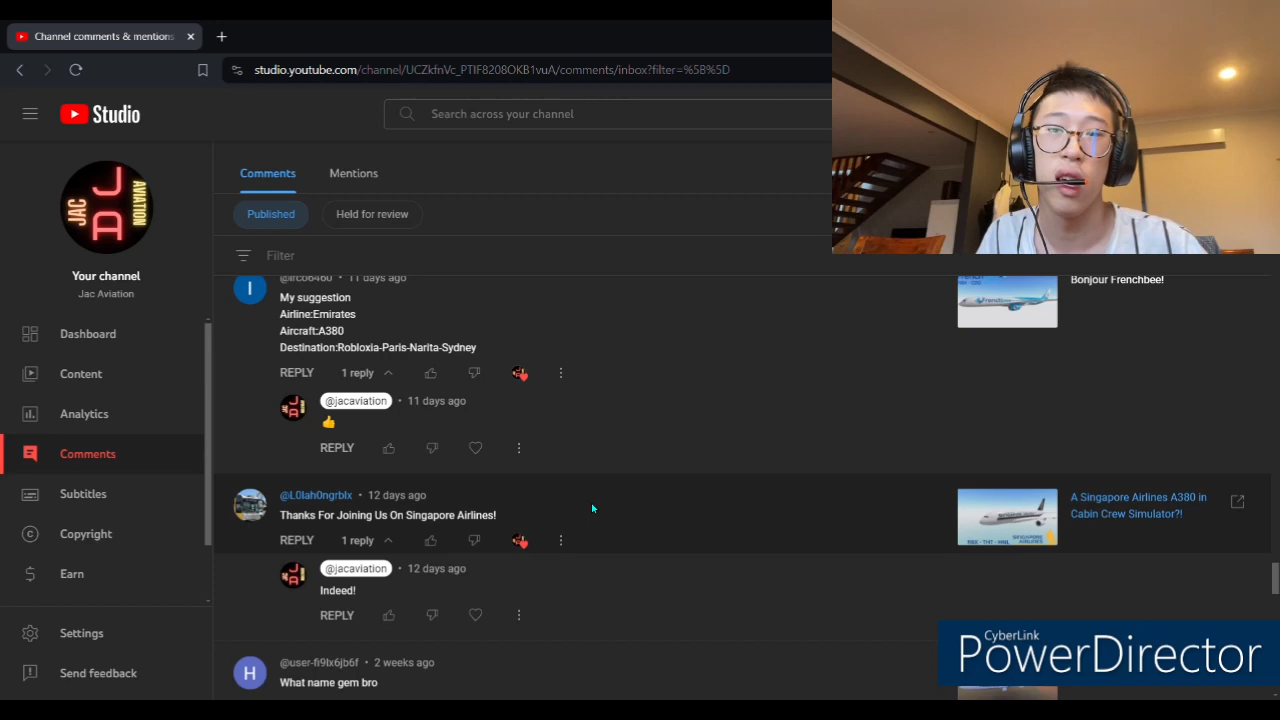 Channel comments & mentions
studio.youtube.com/channel/UCZkfnVc_PTIF8208OKB1vuA/comments/inbox?filter=%5B%5D
Studio
Search across your channel
JAC
JA
AVIATION
Your channel
Jac Aviation
Dashboard
Content
Analytics
Comments
Subtitles
Copyright
Earn
Settings
Send feedback
Comments
Mentions
Published
Held for review
Filter
11 days ago
My suggestion
Airline:Emirates
Aircraft:A380
Destination:Robloxia-Paris-Narita-Sydney
REPLY
1 reply
@jacaviation • 11 days ago
👍
REPLY
Bonjour Frenchbee!
@L0lah0ngrblx • 12 days ago
Thanks For Joining Us On Singapore Airlines!
REPLY
1 reply
A Singapore Airlines A380 in
Cabin Crew Simulator?!
@jacaviation • 12 days ago
Indeed!
REPLY
H
@user-fi9lx6jb6f • 2 weeks ago
What name gem bro
CyberLink
PowerDirector